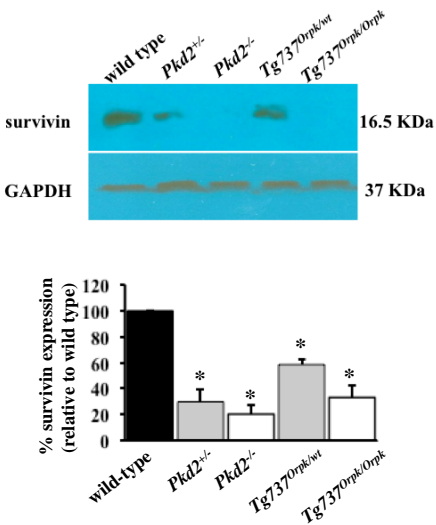 wild type Pkd2+/- Pkd2-/- Tg737Orpk/wt Tg737Orpk/Orpk
survivin 16.5 KDa
GAPDH 37 KDa
% survivin expression
(relative to wild type)
120
100
80
60
40
20
0
* * * *
wild-type Pkd2+/- Pkd2-/- Tg737Orpk/wt Tg737Orpk/Orpk